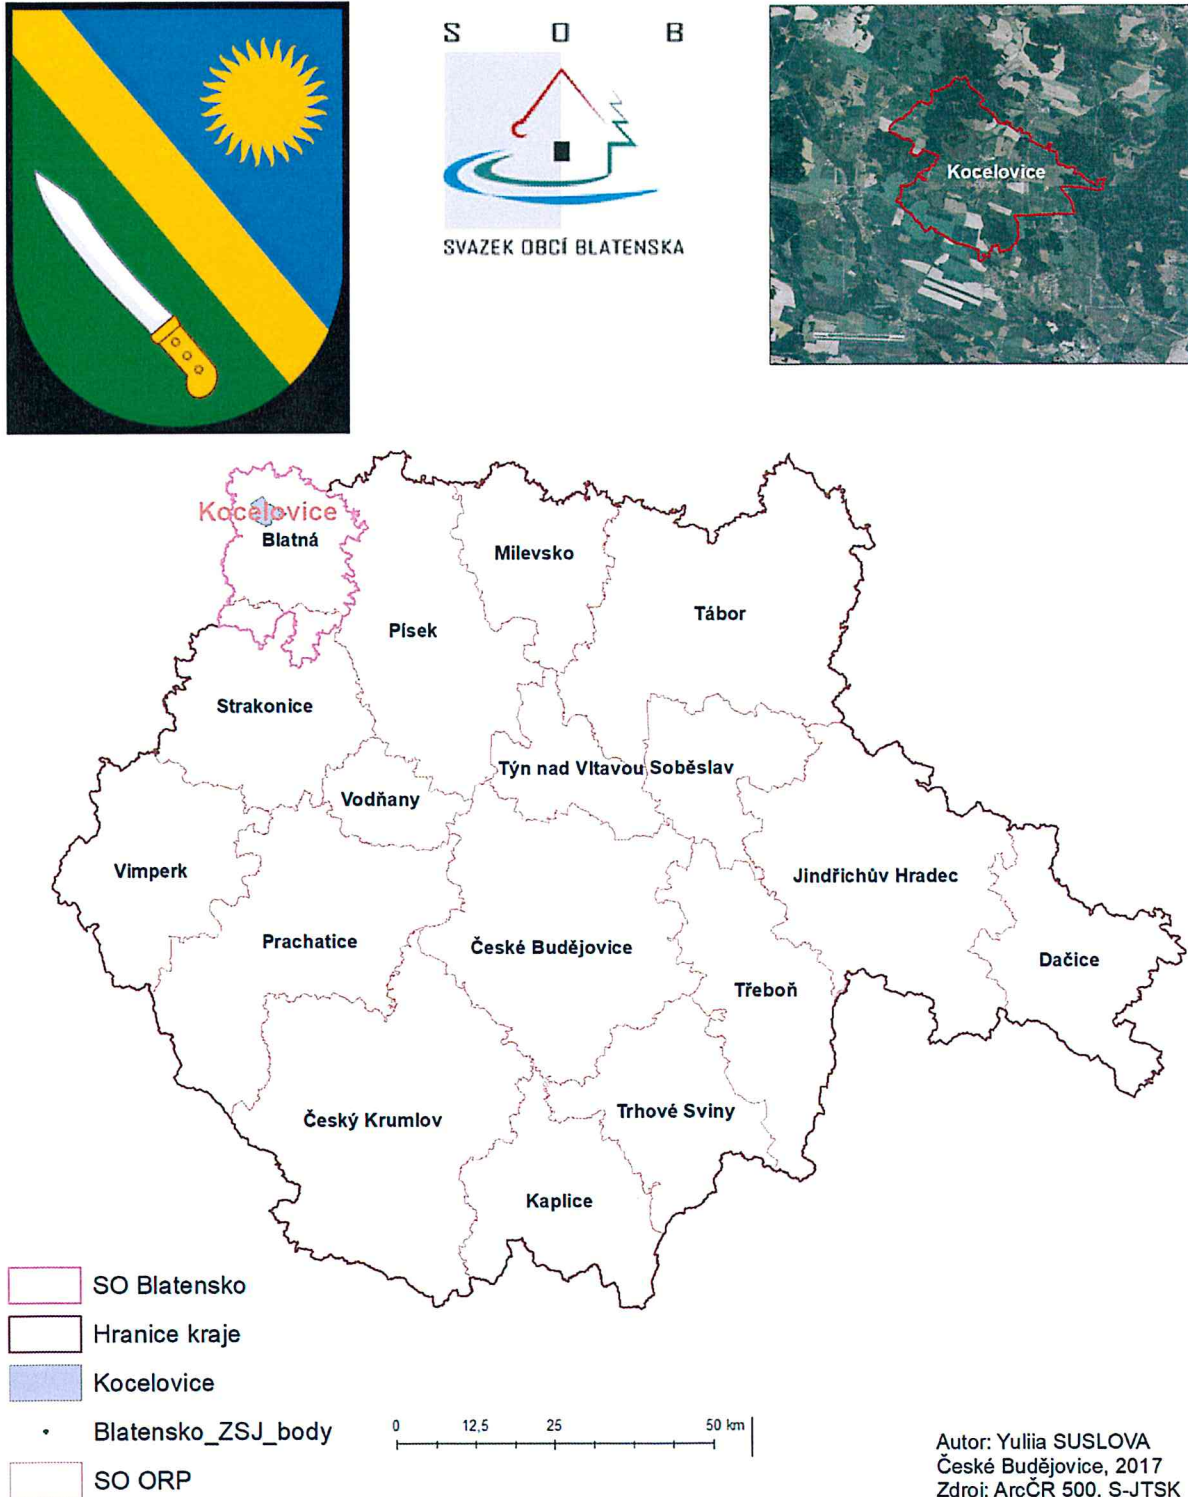 S O B
SVAZEK OBCÍ BLATENSKA
Kocelovice
Kocelovice
Blatná
Milevsko
Tábor
Písek
Strakonice
Týn nad Vltavou
Soběslav
Vodňany
Vimperk
Jindřichův Hradec
Prachatice
České Budějovice
Dačice
Třeboň
Český Krumlov
Trhové Sviny
Kaplice
SO Blatensko
Hranice kraje
Kocelovice
Blatensko_ZSJ_body
SO ORP
0 12,5 25 50 km
Autor: Yuliia SUSLOVA
České Budějovice, 2017
Zdroj: ArcČR 500, S-JTSK